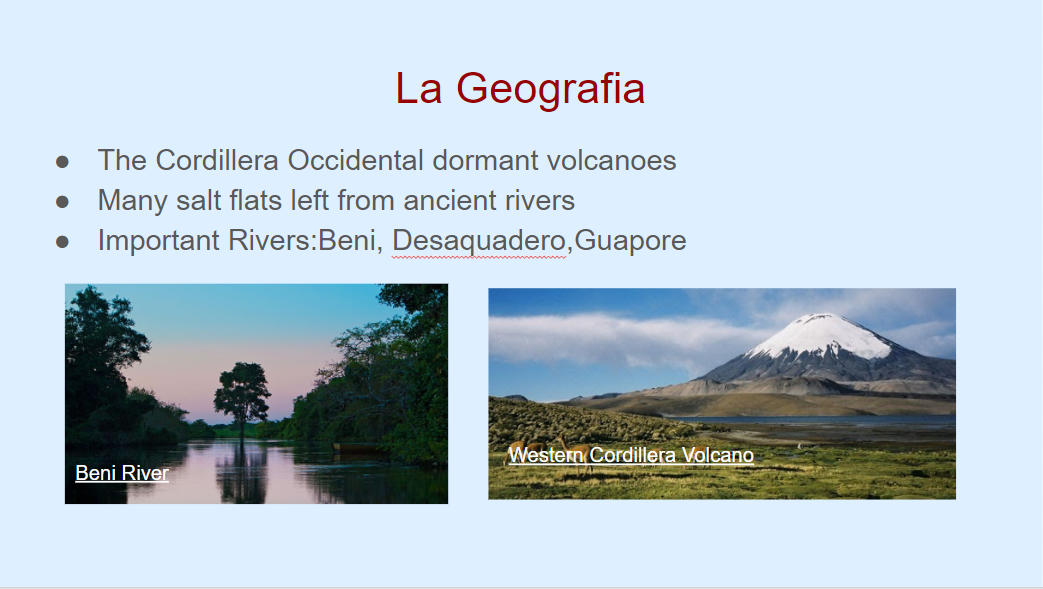 La Geografia
● The Cordillera Occidental dormant volcanoes
● Many salt flats left from ancient rivers
● Important Rivers:Beni, Desaquadero,Guapore
Beni River
Western Cordillera Volcano